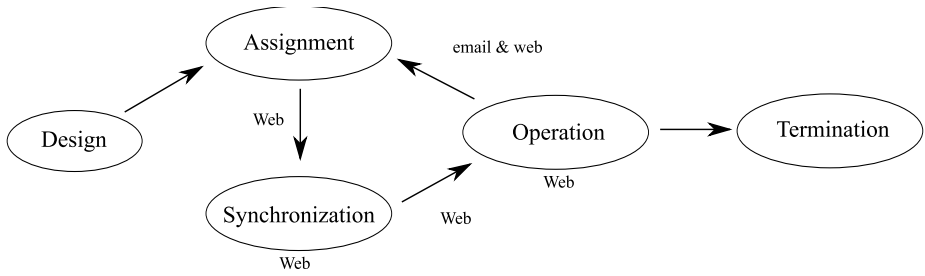 Assignment
email & web
Web
Design
Operation
Termination
Web
Synchronization
Web
Web